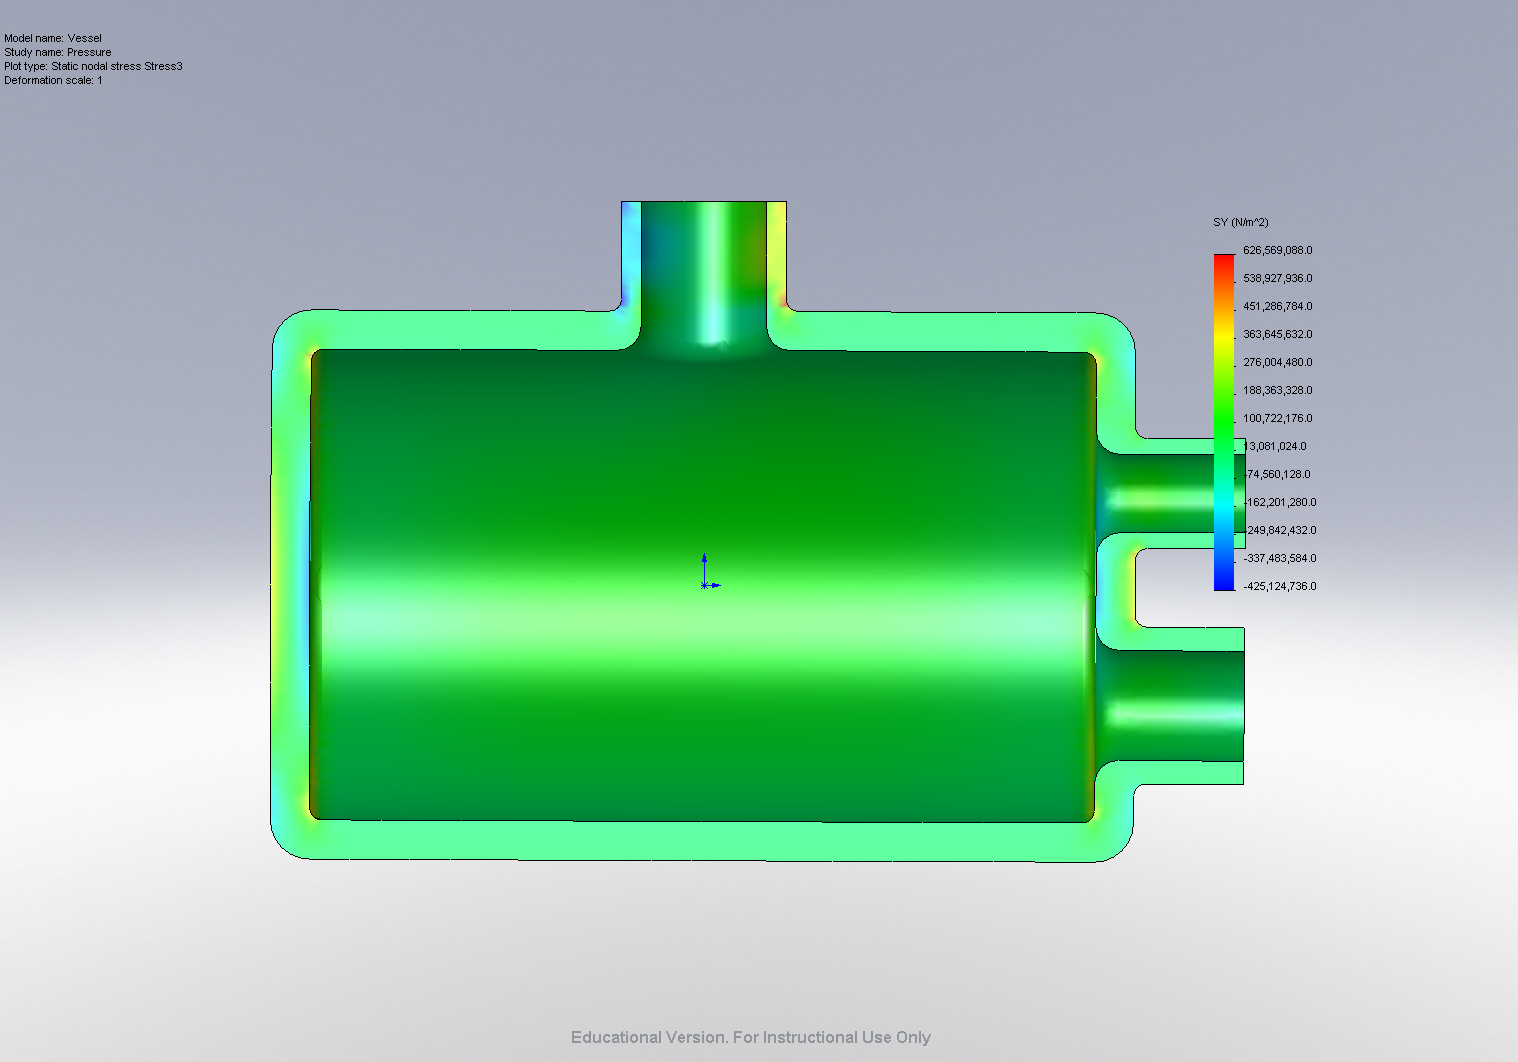 Model name: Vessel
Study name: Pressure
Plot type: Static nodal stress Stress3
Deformation scale: 1
SY (N/m^2)
626,569,088.0
538,927,936.0
451,286,784.0
363,645,632.0
276,004,480.0
188,363,328.0
100,722,176.0
13,081,024.0
-74,560,128.0
-162,201,280.0
-249,842,432.0
-337,483,584.0
-425,124,736.0
Educational Version. For Instructional Use Only